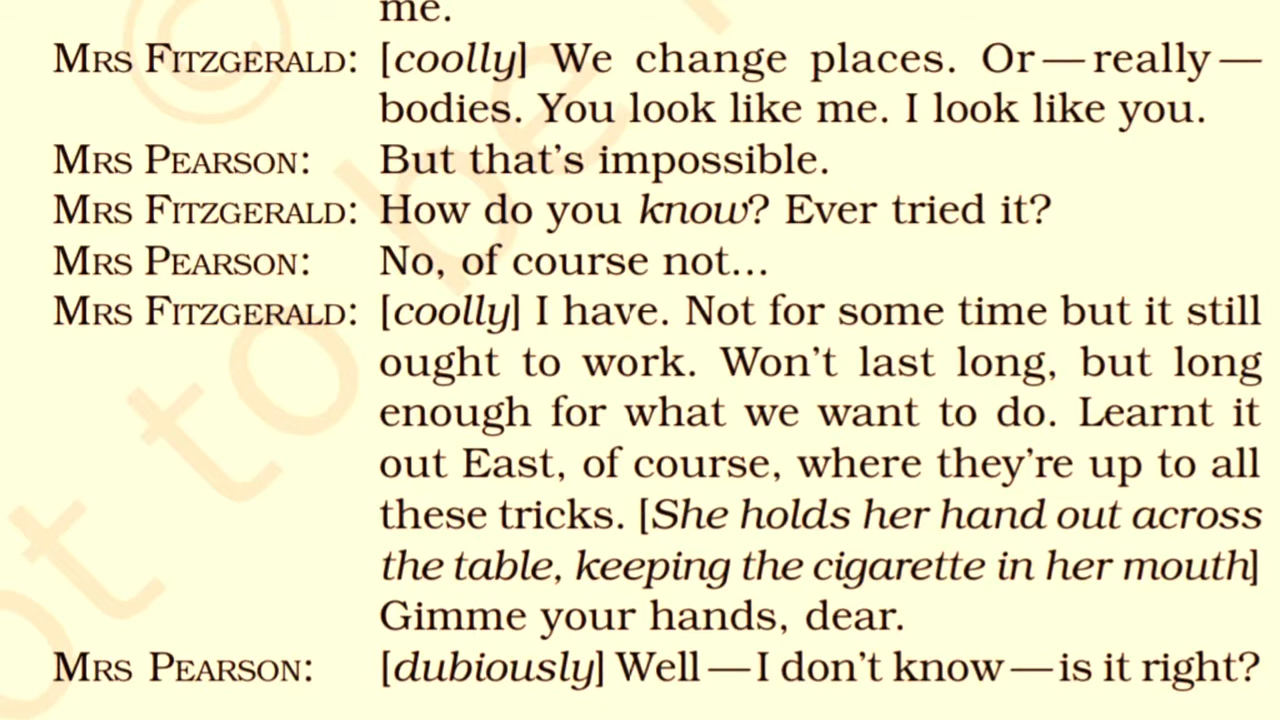 me.
MRS FITZGERALD: [coolly] We change places. Or — really —
bodies. You look like me. I look like you.
MRS PEARSON: But that's impossible.
MRS FITZGERALD: How do you know? Ever tried it?
MRS PEARSON: No, of course not...
MRS FITZGERALD: [coolly] I have. Not for some time but it still
ought to work. Won't last long, but long
enough for what we want to do. Learnt it
out East, of course, where they're up to all
these tricks. [She holds her hand out across
the table, keeping the cigarette in her mouth]
Gimme your hands, dear.
MRS PEARSON: [dubiously] Well — I don't know — is it right?
not to be
©